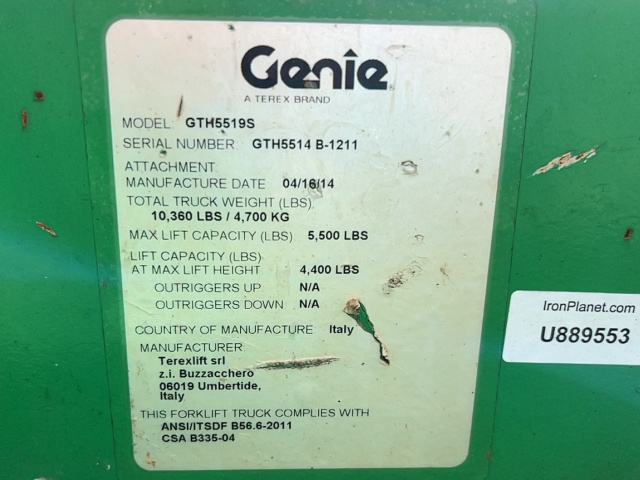 Genie
A TEREX BRAND
MODEL GTH5519S
SERIAL NUMBER GTH5514 B-1211
ATTACHMENT
MANUFACTURE DATE 04/16/14
TOTAL TRUCK WEIGHT (LBS)
10,360 LBS / 4,700 KG
MAX LIFT CAPACITY (LBS) 5,500 LBS
LIFT CAPACITY (LBS)
AT MAX LIFT HEIGHT 4,400 LBS
OUTRIGGERS UP N/A
OUTRIGGERS DOWN N/A
COUNTRY OF MANUFACTURE Italy
MANUFACTURER
Terexlift srl
z.i. Buzzacchero
06019 Umbertide,
Italy
THIS FORKLIFT TRUCK COMPLIES WITH
ANSI/ITSDF B56.6-2011
CSA B335-04
IronPlanet.com
U889553